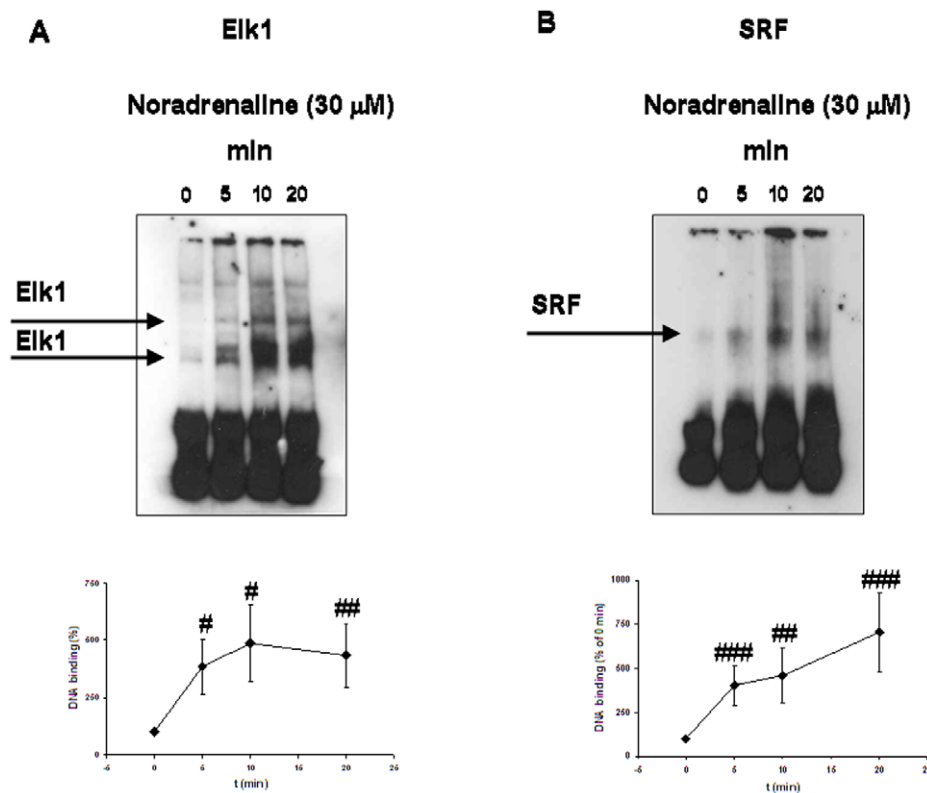 A
Elk1
Noradrenaline (30 μM)
min
0 5 10 20
Elk1
Elk1
#
#
##
750
500
250
0
DNA binding (%)
-5 0 5 10 15 20 25
t (min)
B
SRF
Noradrenaline (30 μM)
min
0 5 10 20
SRF
####
###
####
1000
750
500
250
0
DNA binding (% of 0 min)
-5 0 5 10 15 20 25
t (min)